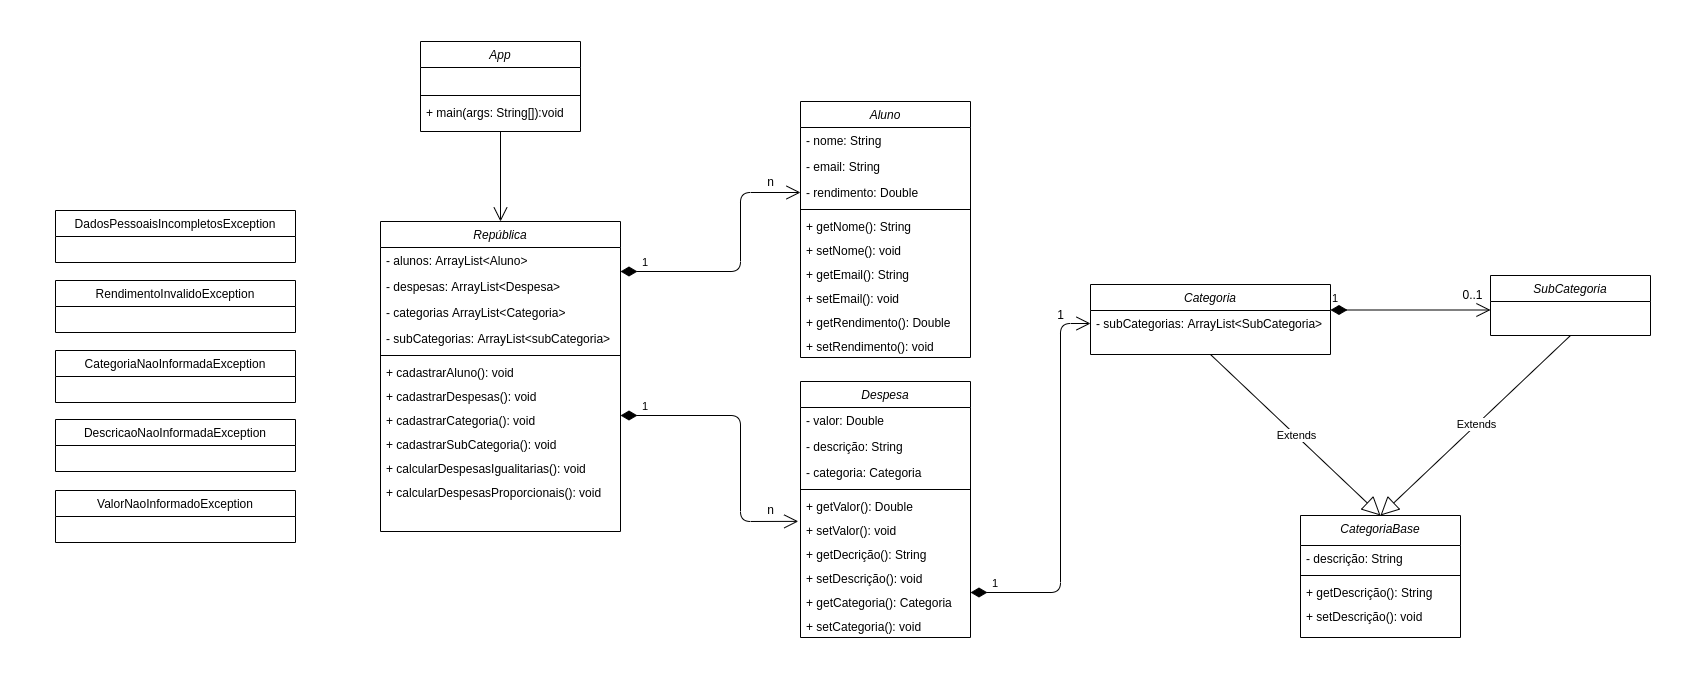 App
+ main(args: String[]):void
DadosPessoaisIncompletosException
RendimentoInvalidoException
CategoriaNaoInformadaException
DescricaoNaoInformadaException
ValorNaoInformadoException
República
- alunos: ArrayList<Aluno>
- despesas: ArrayList<Despesa>
- categorias ArrayList<Categoria>
- subCategorias: ArrayList<subCategoria>
+ cadastrarAluno(): void
+ cadastrarDespesas(): void
+ cadastrarCategoria(): void
+ cadastrarSubCategoria(): void
+ calcularDespesasIgualitarias(): void
+ calcularDespesasProporcionais(): void
1
n
1
n
Aluno
- nome: String
- email: String
- rendimento: Double
+ getNome(): String
+ setNome(): void
+ getEmail(): String
+ setEmail(): void
+ getRendimento(): Double
+ setRendimento(): void
Despesa
- valor: Double
- descrição: String
- categoria: Categoria
+ getValor(): Double
+ setValor(): void
+ getDecrição(): String
+ setDescrição(): void
+ getCategoria(): Categoria
+ setCategoria(): void
1
1
Categoria
- subCategorias: ArrayList<SubCategoria>
1
0..1
SubCategoria
Extends
Extends
CategoriaBase
- descrição: String
+ getDescrição(): String
+ setDescrição(): void